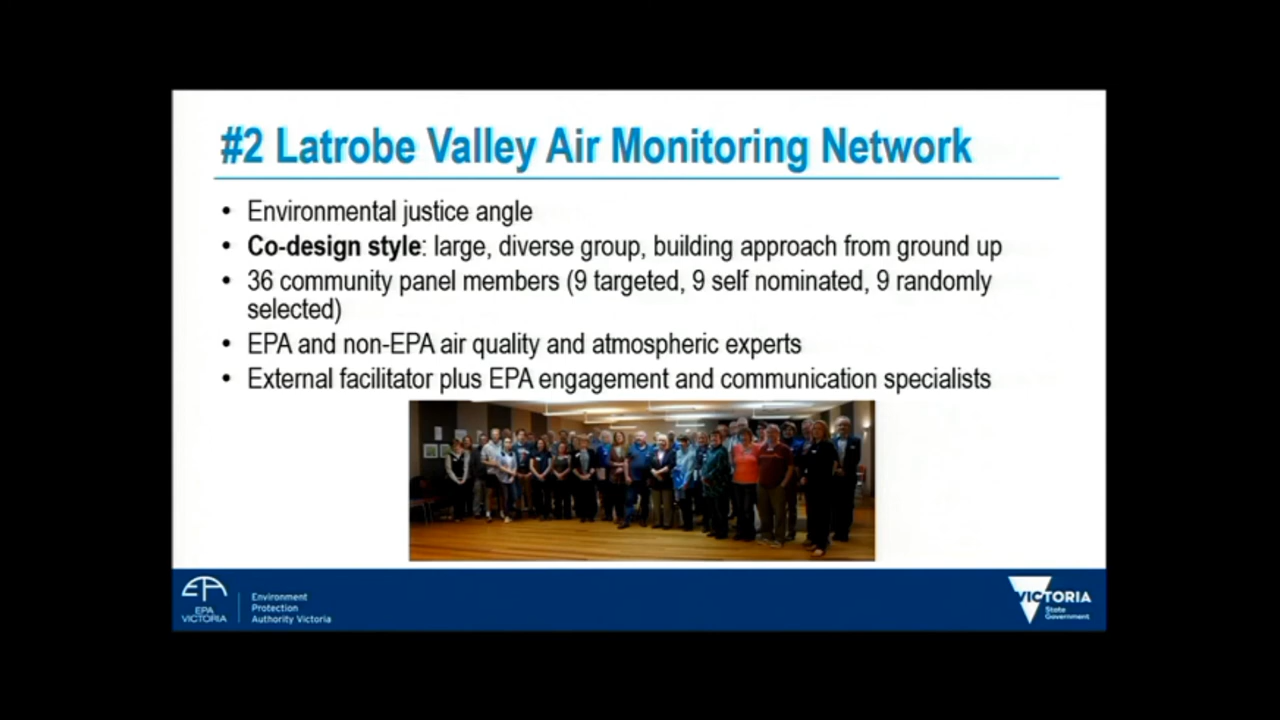 #2 Latrobe Valley Air Monitoring Network
• Environmental justice angle
• Co-design style: large, diverse group, building approach from ground up
• 36 community panel members (9 targeted, 9 self nominated, 9 randomly
selected)
• EPA and non-EPA air quality and atmospheric experts
• External facilitator plus EPA engagement and communication specialists
EPA
VICTORIA
Environment
Protection
Authority Victoria
VICTORIA
State
Government